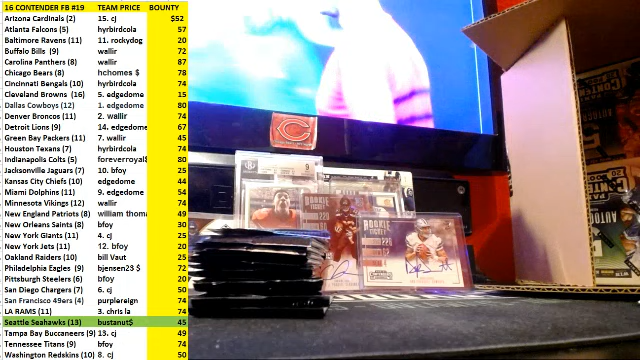 16 CONTENDER FB #19 TEAM PRICE BOUNTY
Arizona Cardinals (2) 15. cj $52
Atlanta Falcons (5) hyrbirdcola 57
Baltimore Ravens (11) 11. rockydog 20
Buffalo Bills (9) wallir 72
Carolina Panthers (8) wallir 87
Chicago Bears (8) hchomes $ 78
Cincinnati Bengals (10) hyrbirdcola 74
Cleveland Browns (16) 5. edgedome 15
Dallas Cowboys (12) 1. edgedome 80
Denver Broncos (11) 2. wallir 74
Detroit Lions (9) 14. edgedome 67
Green Bay Packers (11) 7. wallir 45
Houston Texans (7) hyrbirdcola 74
Indianapolis Colts (5) foreverroyal$ 80
Jacksonville Jaguars (7) 10. bfoy 25
Kansas City Chiefs (10) edgedome 44
Miami Dolphins (11) 9. edgedome 54
Minnesota Vikings (12) wallir 74
New England Patriots (8) william thoma 49
New Orleans Saints (8) bfoy 30
New York Giants (11) 4. cj 50
New York Jets (11) 12. bfoy 20
Oakland Raiders (10) bill Vaut 25
Philadelphia Eagles (9) bjensen23 $ 72
Pittsburgh Steelers (6) bfoy 20
San Diego Chargers (7) 6. cj 50
San Francisco 49ers (4) purplereign 74
LA RAMS (11) 3. chris la 74
Seattle Seahawks (13) bustanut$ 45
Tampa Bay Buccaneers (9) 13. cj 49
Tennessee Titans (9) bfoy 74
Washington Redskins (10) 8. cj 50
9
ROOKIE
TICKET
ROOKIE
TICKET
CONTENDERS